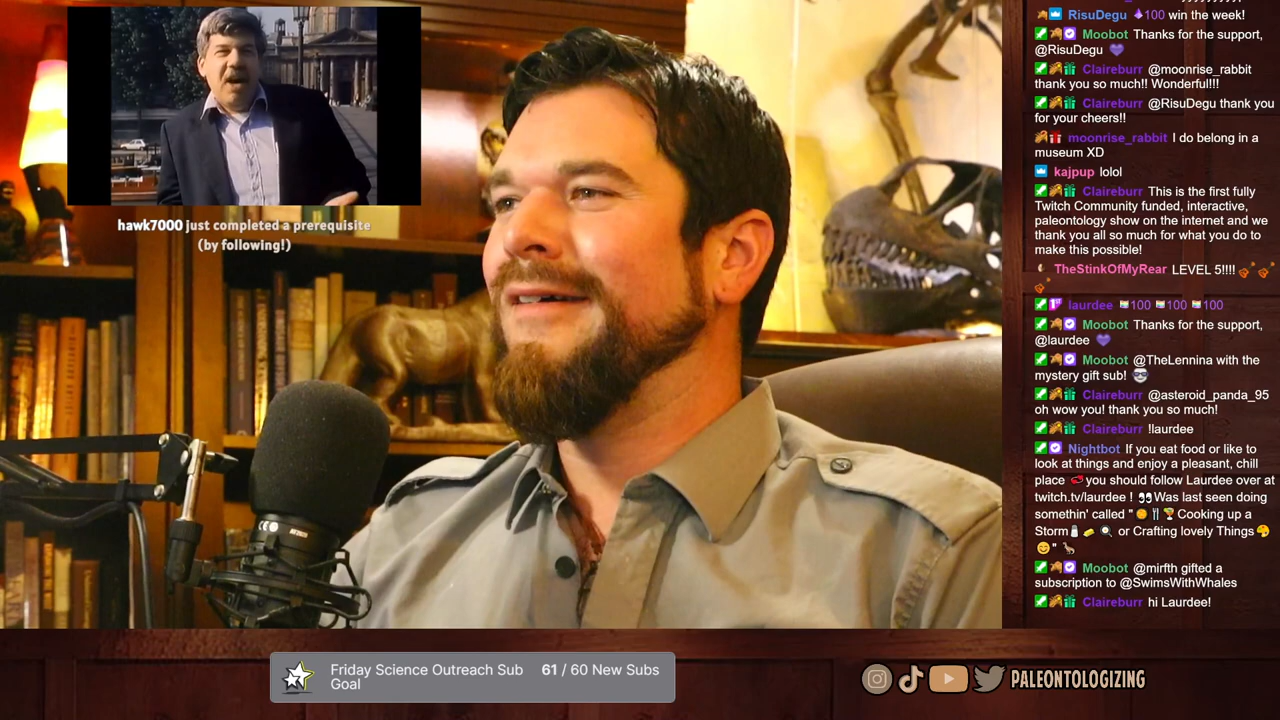 hawk7000 just completed a prerequisite
(by following!)
RisuDegu 100 win the week!
Moobot Thanks for the support,
@RisuDegu 💜
Claireburr @moonrise_rabbit
thank you so much!! Wonderful!!!
Claireburr @RisuDegu thank you
for your cheers!!
moonrise_rabbit I do belong in a
museum XD
kajpup lolol
Claireburr This is the first fully
Twitch Community funded, interactive,
paleontology show on the internet and we
thank you all so much for what you do to
make this possible!
TheStinkOfMyRear LEVEL 5!!!!
laurdee 100 100 100
Moobot Thanks for the support,
@laurdee 💜
Moobot @TheLennina with the
mystery gift sub!
Claireburr @asteroid_panda_95
oh wow you! thank you so much!
Claireburr !laurdee
Nightbot If you eat food or like to
look at things and enjoy a pleasant, chill
place 🥩you should follow Laurdee over at
twitch.tv/laurdee ! 👀Was last seen doing
somethin' called " 🍪🍴🍹 Cooking up a
Storm🧂🧈🍳 or Crafting lovely Things
😊" 🦕
Moobot @mirfth gifted a
subscription to @SwimsWithWhales
Claireburr hi Laurdee!
Friday Science Outreach Sub
Goal
61 / 60 New Subs
PALEONTOLOGIZING